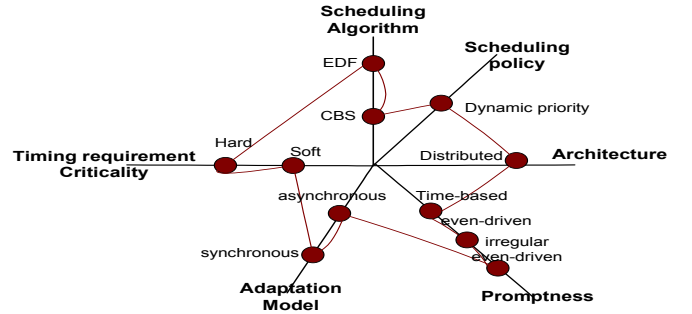 Scheduling
Algorithm
Scheduling
policy
EDF
CBS
Dynamic priority
Hard
Soft
Timing requirement
Criticality
Distributed
Architecture
asynchronous
Time-based
even-driven
synchronous
irregular
even-driven
Adaptation
Model
Promptness